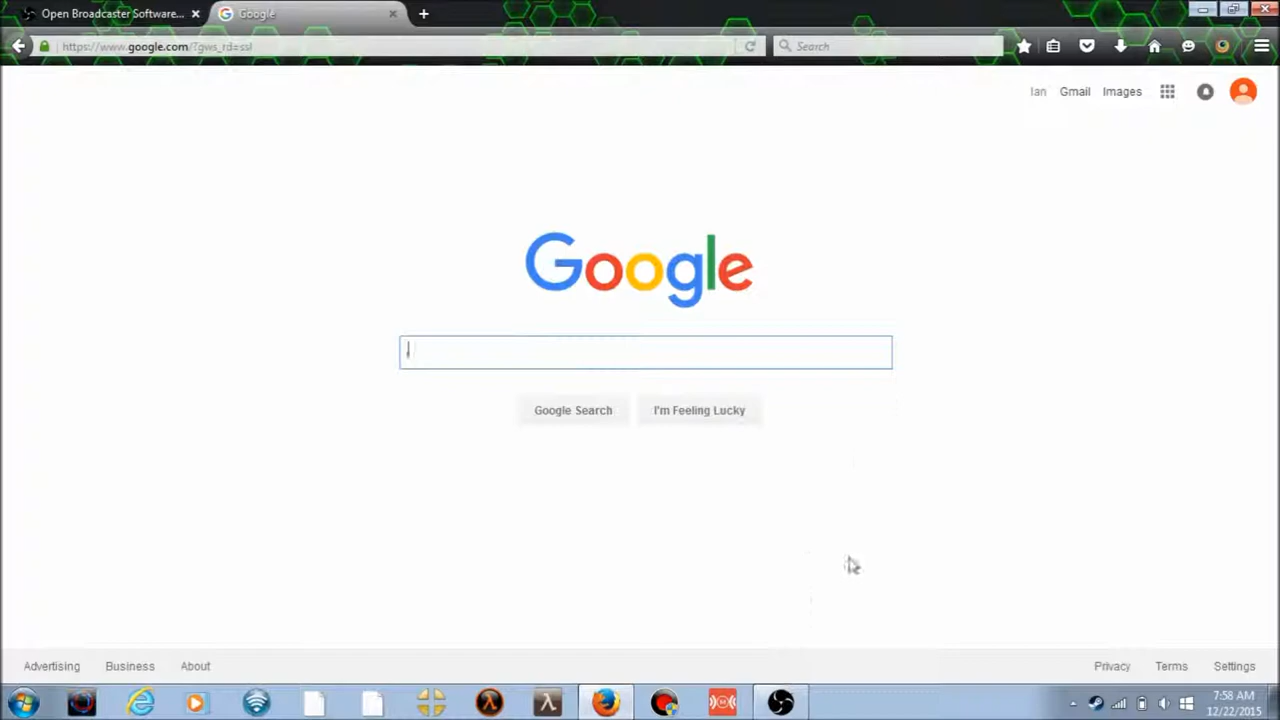 Open Broadcaster Software...
Google
https://www.google.com/?gws_rd=ssl
Search
Ian
Gmail
Images
Google
Google Search
I'm Feeling Lucky
Advertising
Business
About
Privacy
Terms
Settings
7:58 AM
12/22/2015